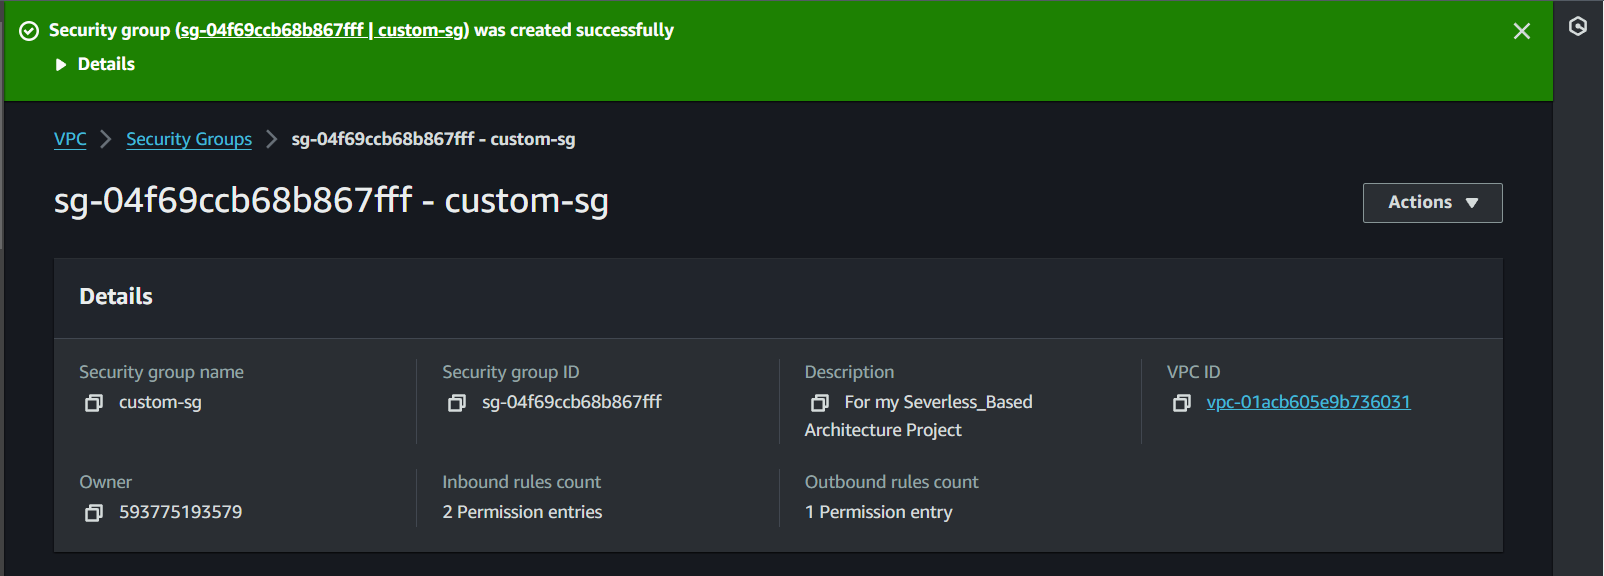 Security group (sg-04f69ccb68b867fff | custom-sg) was created successfully
Details
VPC
Security Groups
sg-04f69ccb68b867fff - custom-sg
sg-04f69ccb68b867fff - custom-sg
Actions
Details
Security group name
custom-sg
Security group ID
sg-04f69ccb68b867fff
Description
For my Severless_Based
Architecture Project
VPC ID
vpc-01acb605e9b736031
Owner
593775193579
Inbound rules count
2 Permission entries
Outbound rules count
1 Permission entry